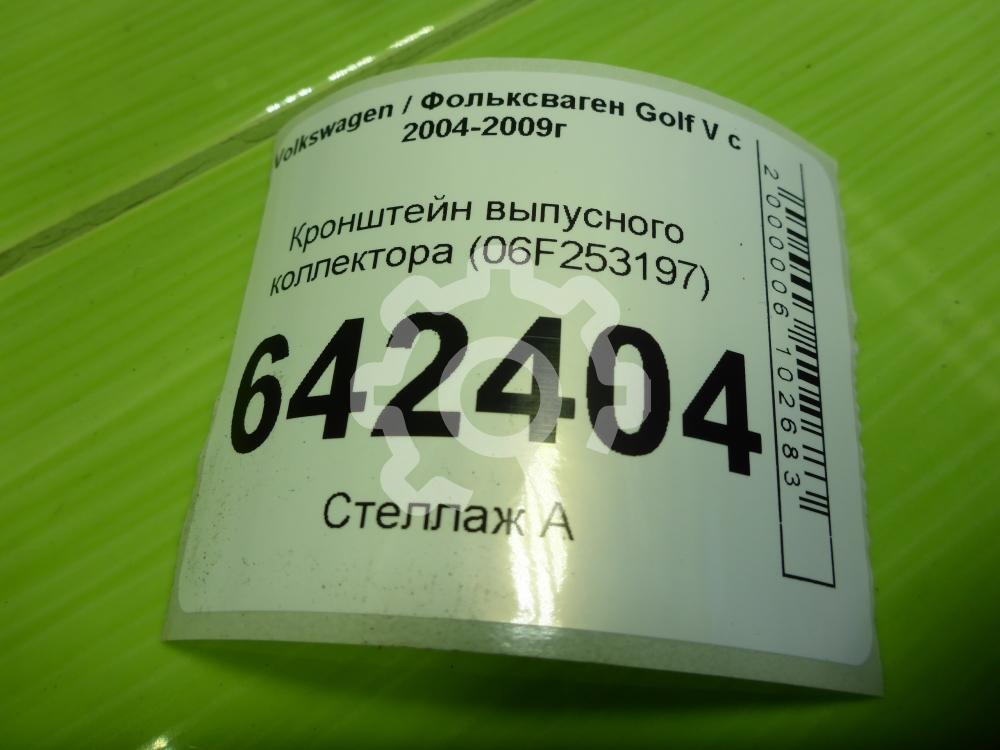 Volkswagen / Фольксваген Golf V с
2004-2009г
Кронштейн выпусного
коллектора (06F253197)
642404
Стеллаж А
2000006102683